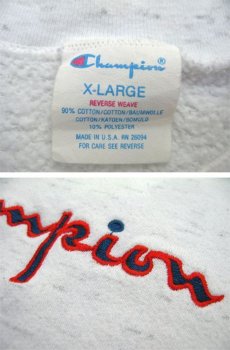 Champion
X-LARGE
REVERSE WEAVE
90% COTTON/COTTON/BAUMWOLLE
COTTON/KATOEN/BOMULD
10% POLYESTER
MADE IN U.S.A. RN 26094
FOR CARE SEE REVERSE
mpion